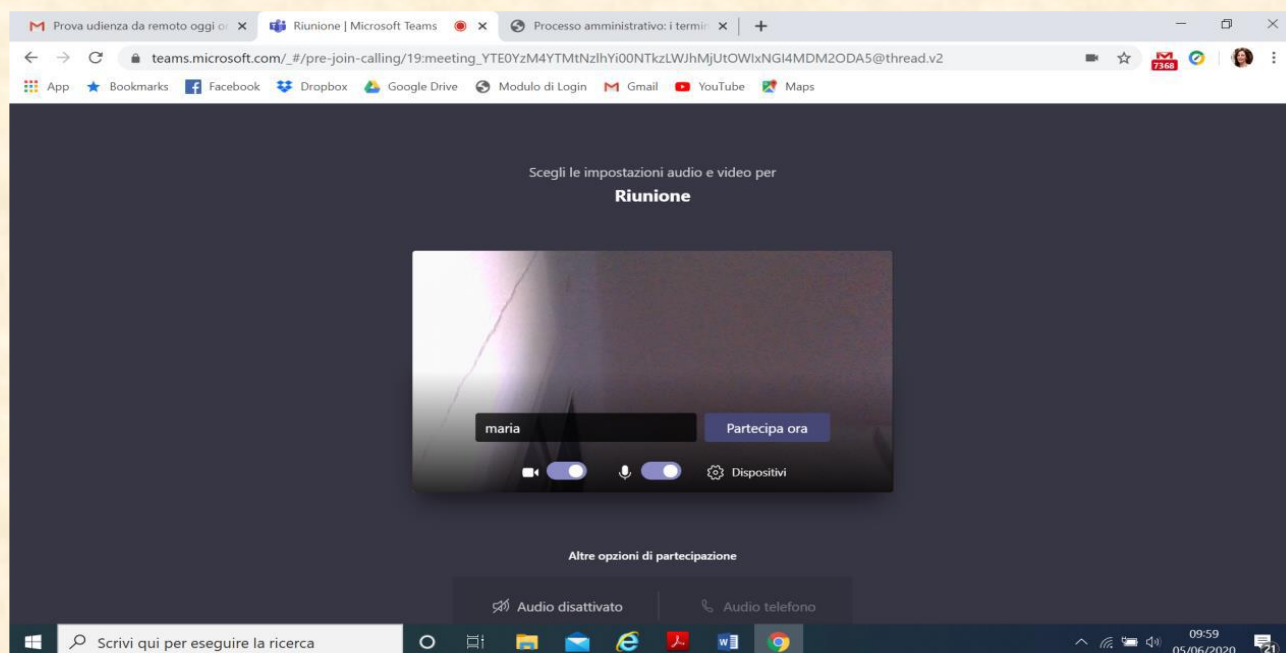 Prova udienza da remoto oggi o
Riunione | Microsoft Teams
Processo amministrativo: i termin
teams.microsoft.com/_#/pre-join-calling/19:meeting_YTE0YzM4YTMtNzlhYi00NTkzLWJhMjUtOWIxNGI4MDM2ODA5@thread.v2
7368
App
Bookmarks
Facebook
Dropbox
Google Drive
Modulo di Login
Gmail
YouTube
Maps
Scegli le impostazioni audio e video per
Riunione
maria
Partecipa ora
Dispositivi
Altre opzioni di partecipazione
Audio disattivato
Audio telefono
Scrivi qui per eseguire la ricerca
09:59
05/06/2020
21